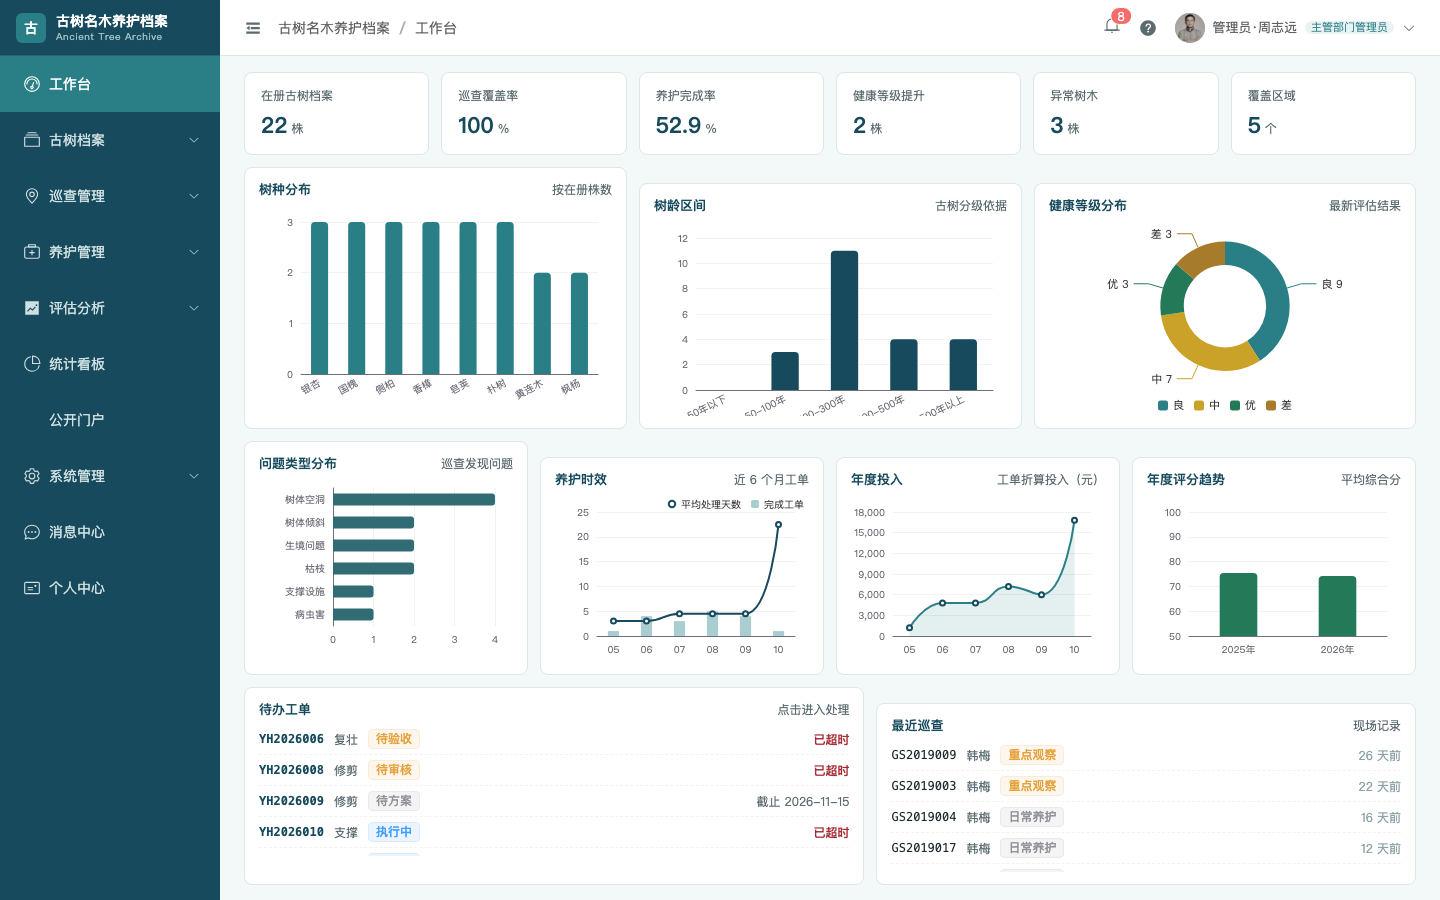 古
古树名木养护档案
Ancient Tree Archive
工作台
古树档案
巡查管理
养护管理
评估分析
统计看板
公开门户
系统管理
消息中心
个人中心
古树名木养护档案 / 工作台
8
?
管理员·周志远
主管部门管理员
在册古树档案
22 株
巡查覆盖率
100 %
养护完成率
52.9 %
健康等级提升
2 株
异常树木
3 株
覆盖区域
5 个
树种分布
按在册株数
3
2
1
0
银杏
国槐
侧柏
香樟
皂荚
朴树
黄连木
枫杨
树龄区间
古树分级依据
12
10
8
6
4
2
0
50年以下
50-100年
00-300年
00-500年
500年以上
健康等级分布
最新评估结果
差 3
优 3
良 9
中 7
良
中
优
差
问题类型分布
巡查发现问题
树体空洞
树体倾斜
生境问题
枯枝
支撑设施
病虫害
0
1
2
3
4
养护时效
近 6 个月工单
平均处理天数
完成工单
25
20
15
10
5
0
05
06
07
08
09
10
年度投入
工单折算投入（元）
18,000
15,000
12,000
9,000
6,000
3,000
0
05
06
07
08
09
10
年度评分趋势
平均综合分
100
90
80
70
60
50
2025年
2026年
待办工单
点击进入处理
YH2026006 复壮 待验收 已超时
YH2026008 修剪 待审核 已超时
YH2026009 修剪 待方案 截止 2026-11-15
YH2026010 支撑 执行中 已超时
最近巡查
现场记录
GS2019009 韩梅 重点观察 26 天前
GS2019003 韩梅 重点观察 22 天前
GS2019004 韩梅 日常养护 16 天前
GS2019017 韩梅 日常养护 12 天前